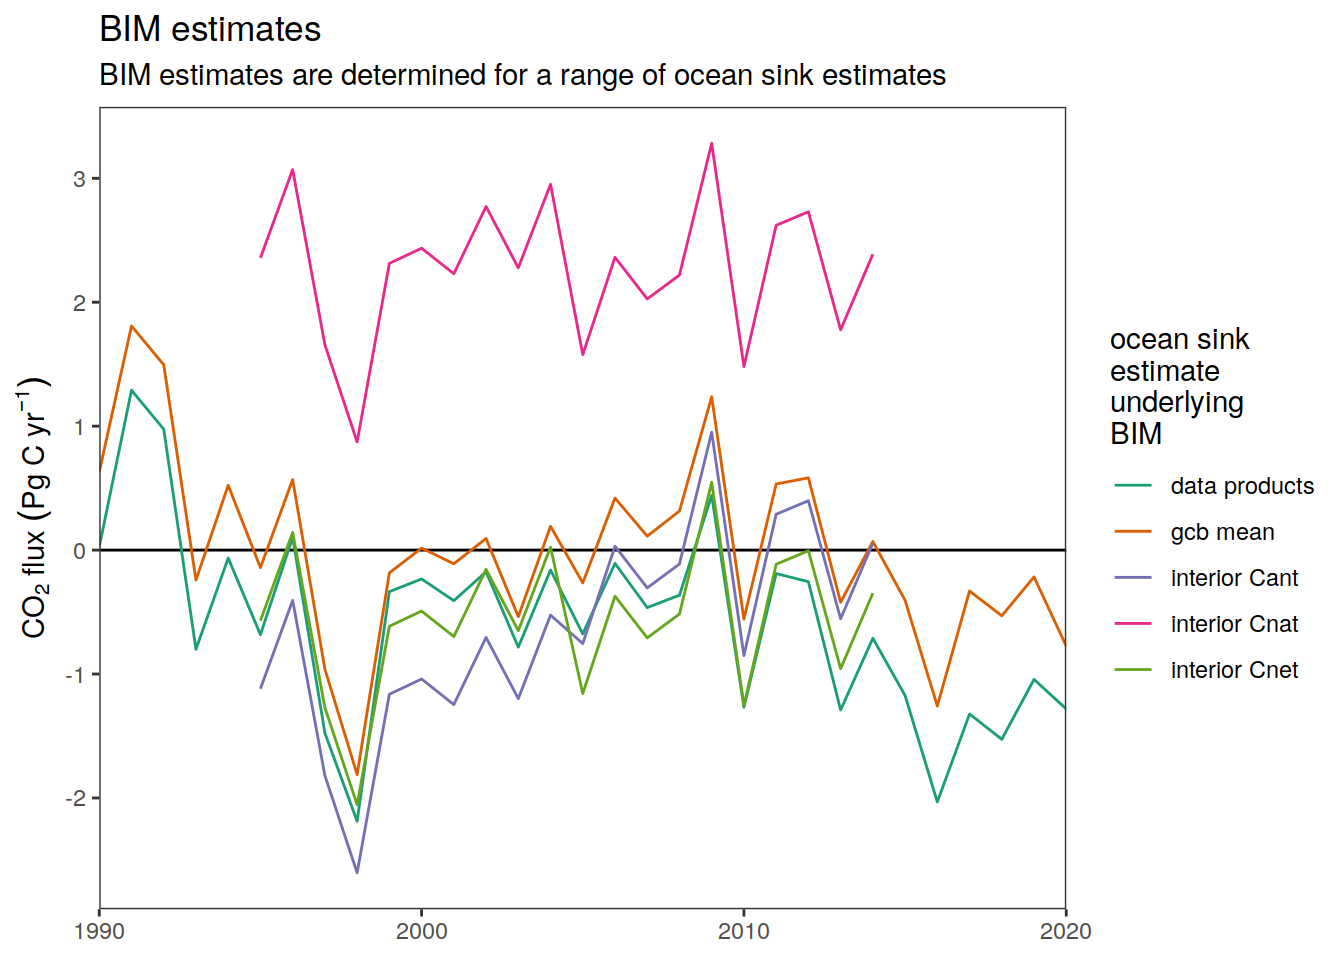 BIM estimates
BIM estimates are determined for a range of ocean sink estimates
CO₂ flux (Pg C yr⁻¹)
3
2
1
0
-1
-2
1990
2000
2010
2020
ocean sink
estimate
underlying
BIM
data products
gcb mean
interior Cant
interior Cnat
interior Cnet